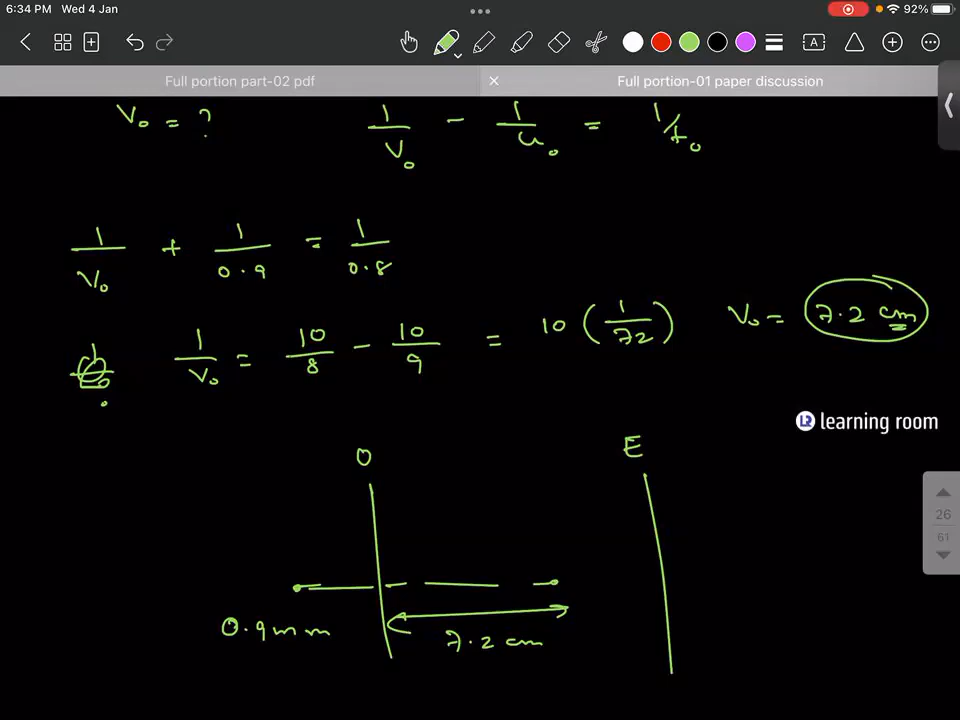 6:34 PM Wed 4 Jan
92%
Full portion part-02 pdf
Full portion-01 paper discussion
V₀ = ?
1/V₀ - 1/u₀ = 1/f₀
1/V₀ + 1/0.9 = 1/0.8
1/V₀ = 10/8 - 10/9 = 10 (1/72)
V₀ = 7.2 cm
learning room
O
E
26
61
0.9 mm
7.2 cm